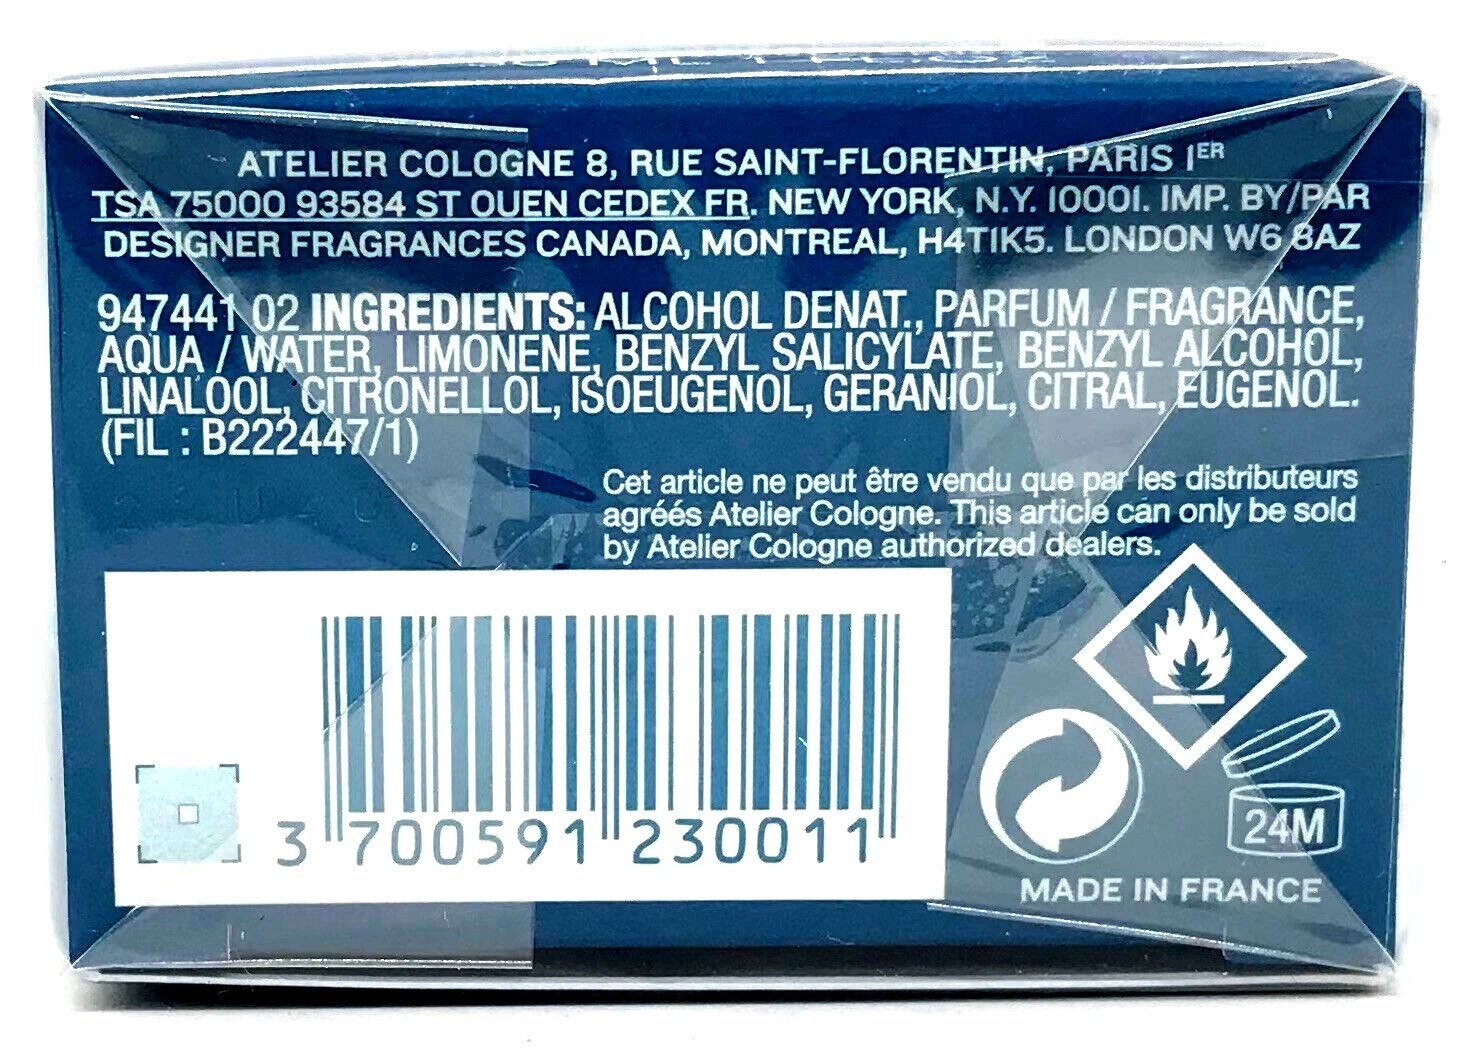 ATELIER COLOGNE 8, RUE SAINT-FLORENTIN, PARIS 1ER
TSA 75000 93584 ST OUEN CEDEX FR. NEW YORK, N.Y. 10001. IMP. BY/PAR
DESIGNER FRAGRANCES CANADA, MONTREAL, H4T1K5. LONDON W6 8AZ
947441 02 INGREDIENTS: ALCOHOL DENAT., PARFUM / FRAGRANCE,
AQUA / WATER, LIMONENE, BENZYL SALICYLATE, BENZYL ALCOHOL,
LINALOOL, CITRONELLOL, ISOEUGENOL, GERANIOL, CITRAL, EUGENOL.
(FIL : B222447/1)
Cet article ne peut être vendu que par les distributeurs
agréés Atelier Cologne. This article can only be sold
by Atelier Cologne authorized dealers.
3 700591 230011
24M
MADE IN FRANCE